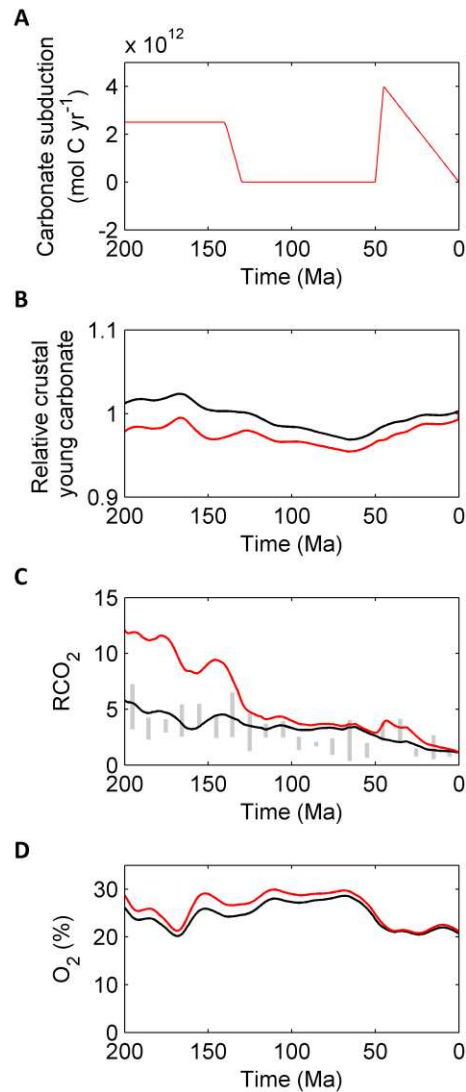 A
x 10¹²
Carbonate subduction
(mol C yr⁻¹)
4
2
0
-2
200
150
100
50
0
Time (Ma)
B
Relative crustal
young carbonate
1.1
1
0.9
200
150
100
50
0
Time (Ma)
C
RCO₂
15
10
5
0
200
150
100
50
0
Time (Ma)
D
O₂ (%)
30
20
10
0
200
150
100
50
0
Time (Ma)